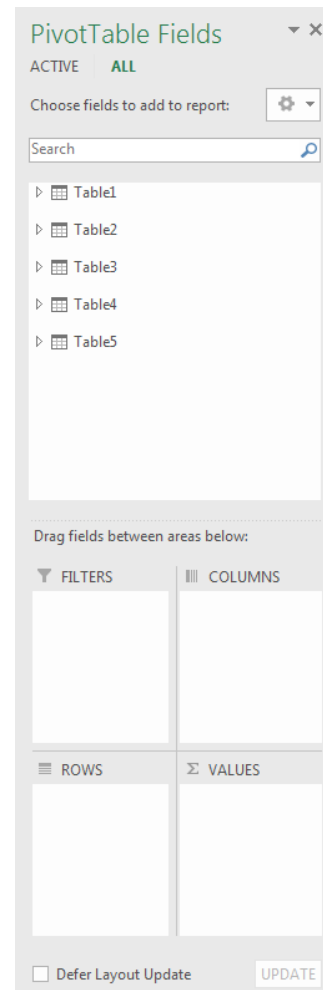 PivotTable Fields
ACTIVE ALL
Choose fields to add to report:
Search
Table1
Table2
Table3
Table4
Table5
Drag fields between areas below:
FILTERS
COLUMNS
ROWS
Σ VALUES
Defer Layout Update
UPDATE